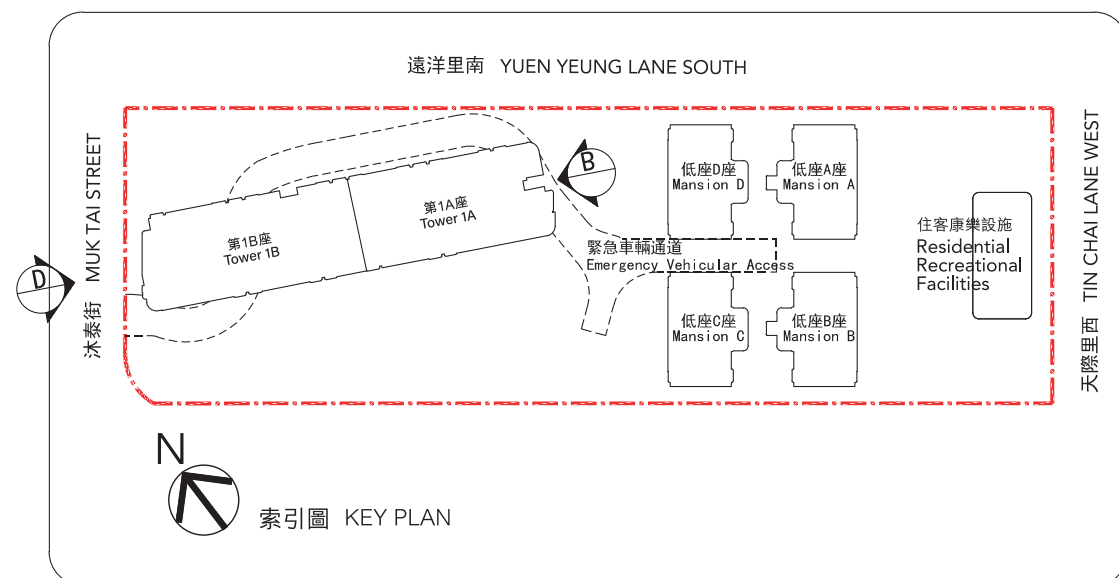 遠洋里南 YUEN YEUNG LANE SOUTH
沐泰街 MUK TAI STREET
天際里西 TIN CHAI LANE WEST
B
D
第1A座
Tower 1A
第1B座
Tower 1B
低座D座
Mansion D
低座A座
Mansion A
緊急車輛通道
Emergency Vehicular Access
住客康樂設施
Residential
Recreational
Facilities
低座C座
Mansion C
低座B座
Mansion B
N
索引圖 KEY PLAN